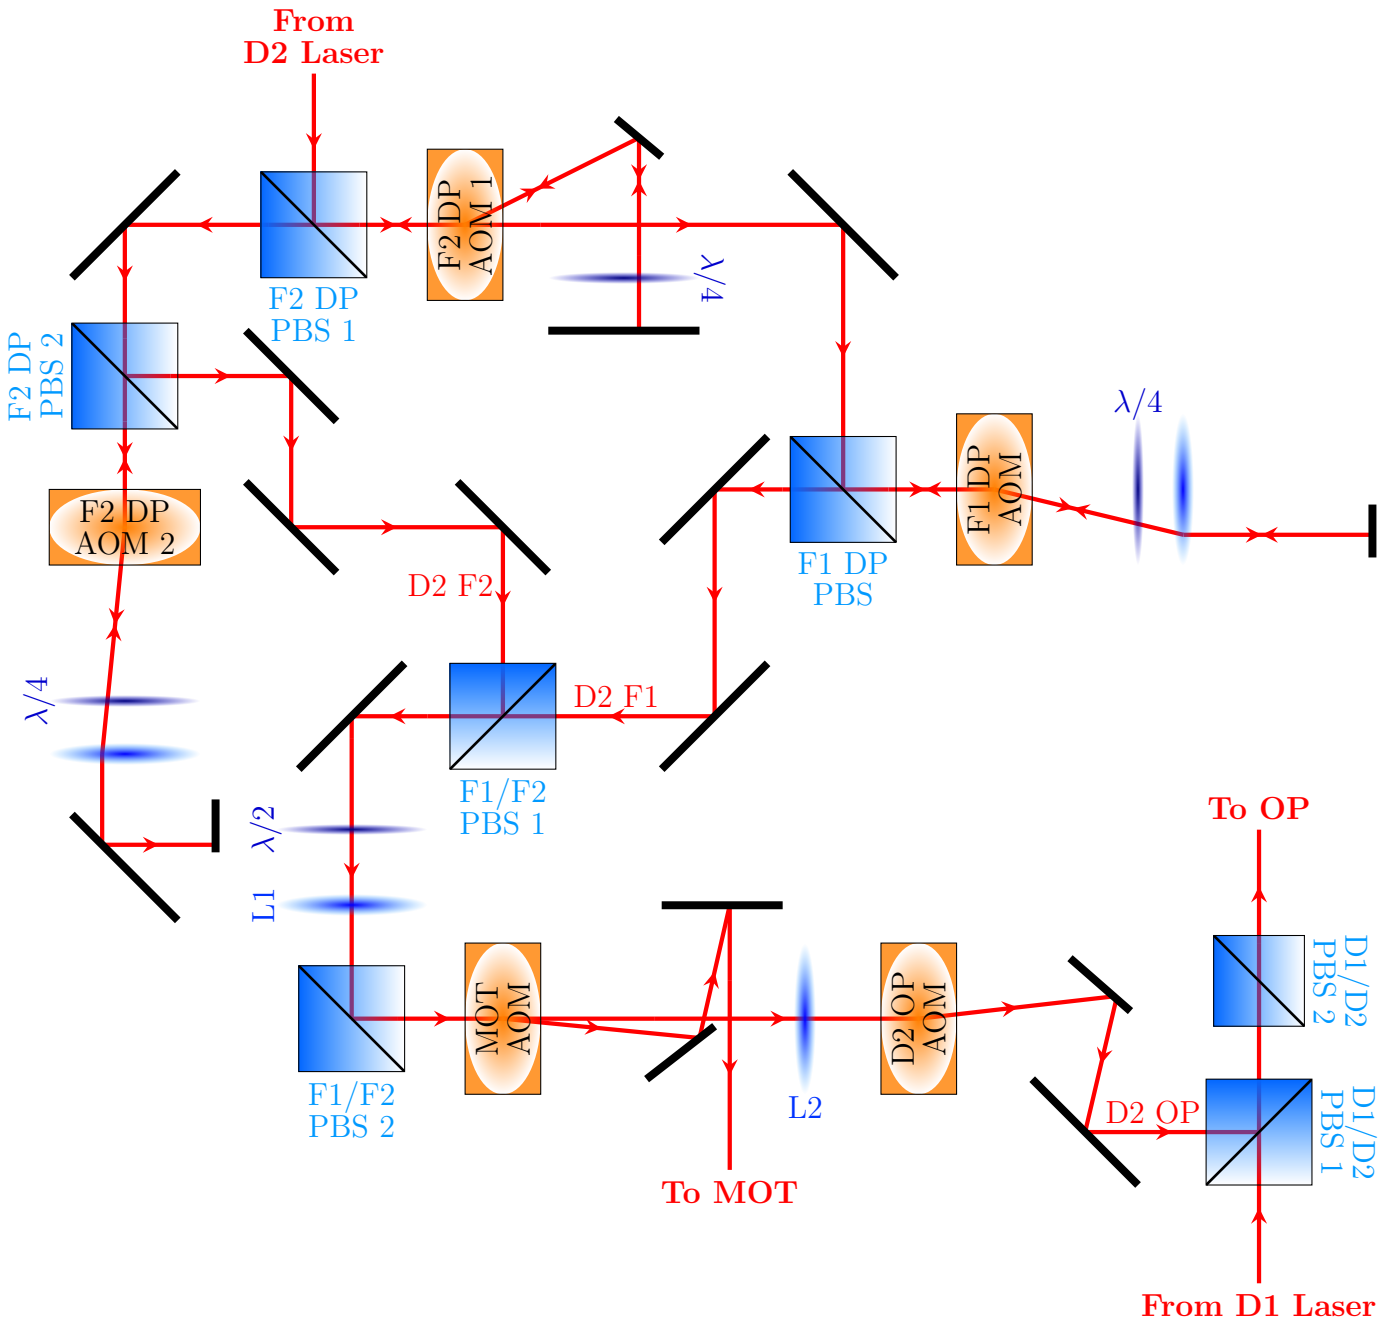 From
D2 Laser
F2 DP
AOM 1
λ/4
F2 DP
PBS 1
F2 DP
PBS 2
λ/4
F1 DP
AOM
F2 DP
AOM 2
F1 DP
PBS
D2 F2
λ/4
D2 F1
F1/F2
PBS 1
λ/2
To OP
L1
D1/D2
PBS 2
MOT
AOM
D2 OP
AOM
F1/F2
PBS 2
L2
D2 OP
D1/D2
PBS 1
To MOT
From D1 Laser